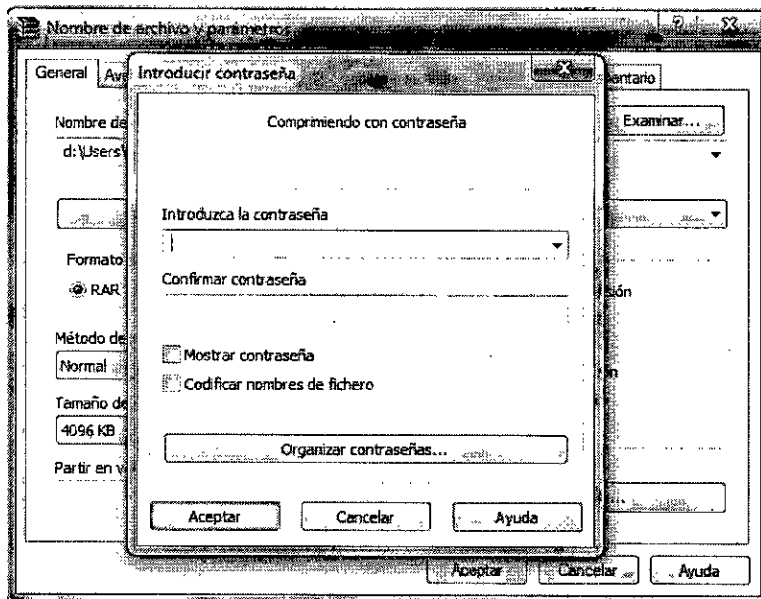 Nombre de archivo y parámetros
General
Introducir contraseña
Comprimiendo con contraseña
Examinar...
d:\Users\
Introduzca la contraseña
Formato
RAR
Confirmar contraseña
Método de
Normal
Mostrar contraseña
Codificar nombres de fichero
Tamaño de
4096 KB
Organizar contraseñas...
Partir en v
Aceptar
Cancelar
Ayuda
Aceptar
Cancelar
Ayuda